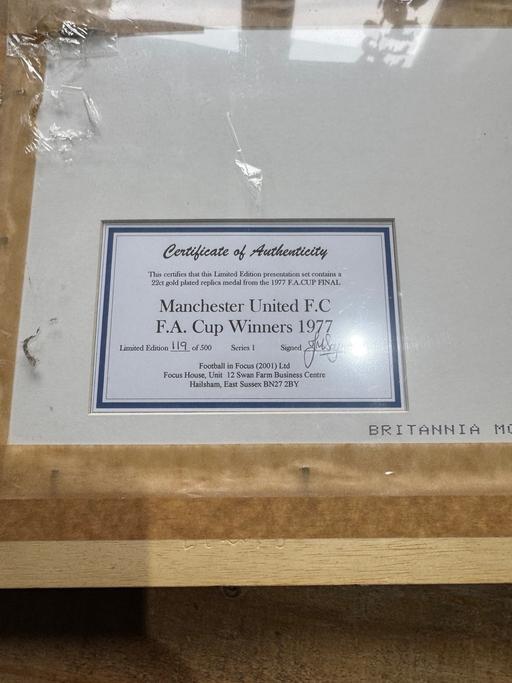 Certificate of Authenticity
This certifies that this Limited Edition presentation set contains a
22ct gold plated replica medal from the 1977 F.A.CUP FINAL
Manchester United F.C
F.A. Cup Winners 1977
Limited Edition 119 of 500 Series 1 Signed
Football in Focus (2001) Ltd
Focus House, Unit 12 Swan Farm Business Centre
Hailsham, East Sussex BN27 2BY
BRITANNIA MO